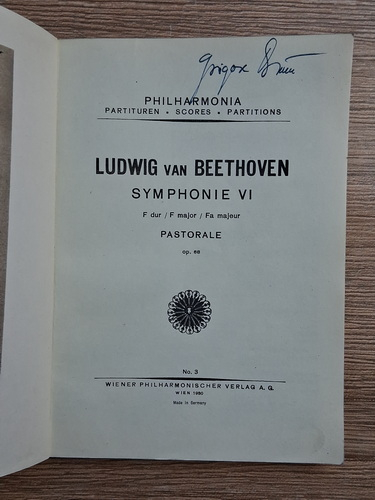 Grigore
PHILHARMONIA
PARTITUREN • SCORES • PARTITIONS
LUDWIG VAN BEETHOVEN
SYMPHONIE VI
F dur / F major / Fa majeur
PASTORALE
op. 68
No. 3
WIENER PHILHARMONISCHER VERLAG A. G.
WIEN
Made in Germany